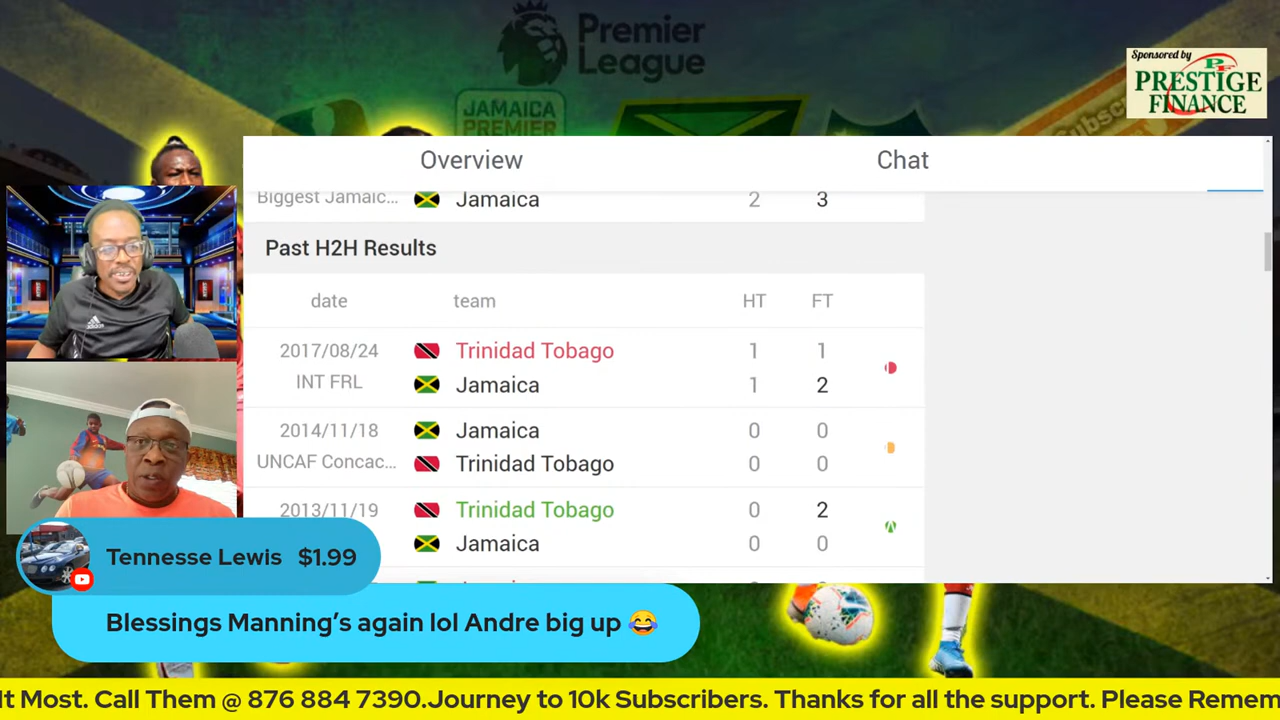 Premier
League
Sponsored by
PF
PRESTIGE
FINANCE
JAMAICA
PREMIER
Subsc
Overview Chat
Biggest Jamaic... Jamaica 2 3
Past H2H Results
date team HT FT
2017/08/24 Trinidad Tobago 1 1
INT FRL Jamaica 1 2
2014/11/18 Jamaica 0 0
UNCAF Concac... Trinidad Tobago 0 0
2013/11/19 Trinidad Tobago 0 2
Jamaica 0 0
Tennesse Lewis $1.99
Blessings Manning’s again lol Andre big up 😂
It Most. Call Them @ 876 884 7390.Journey to 10k Subscribers. Thanks for all the support. Please Remem